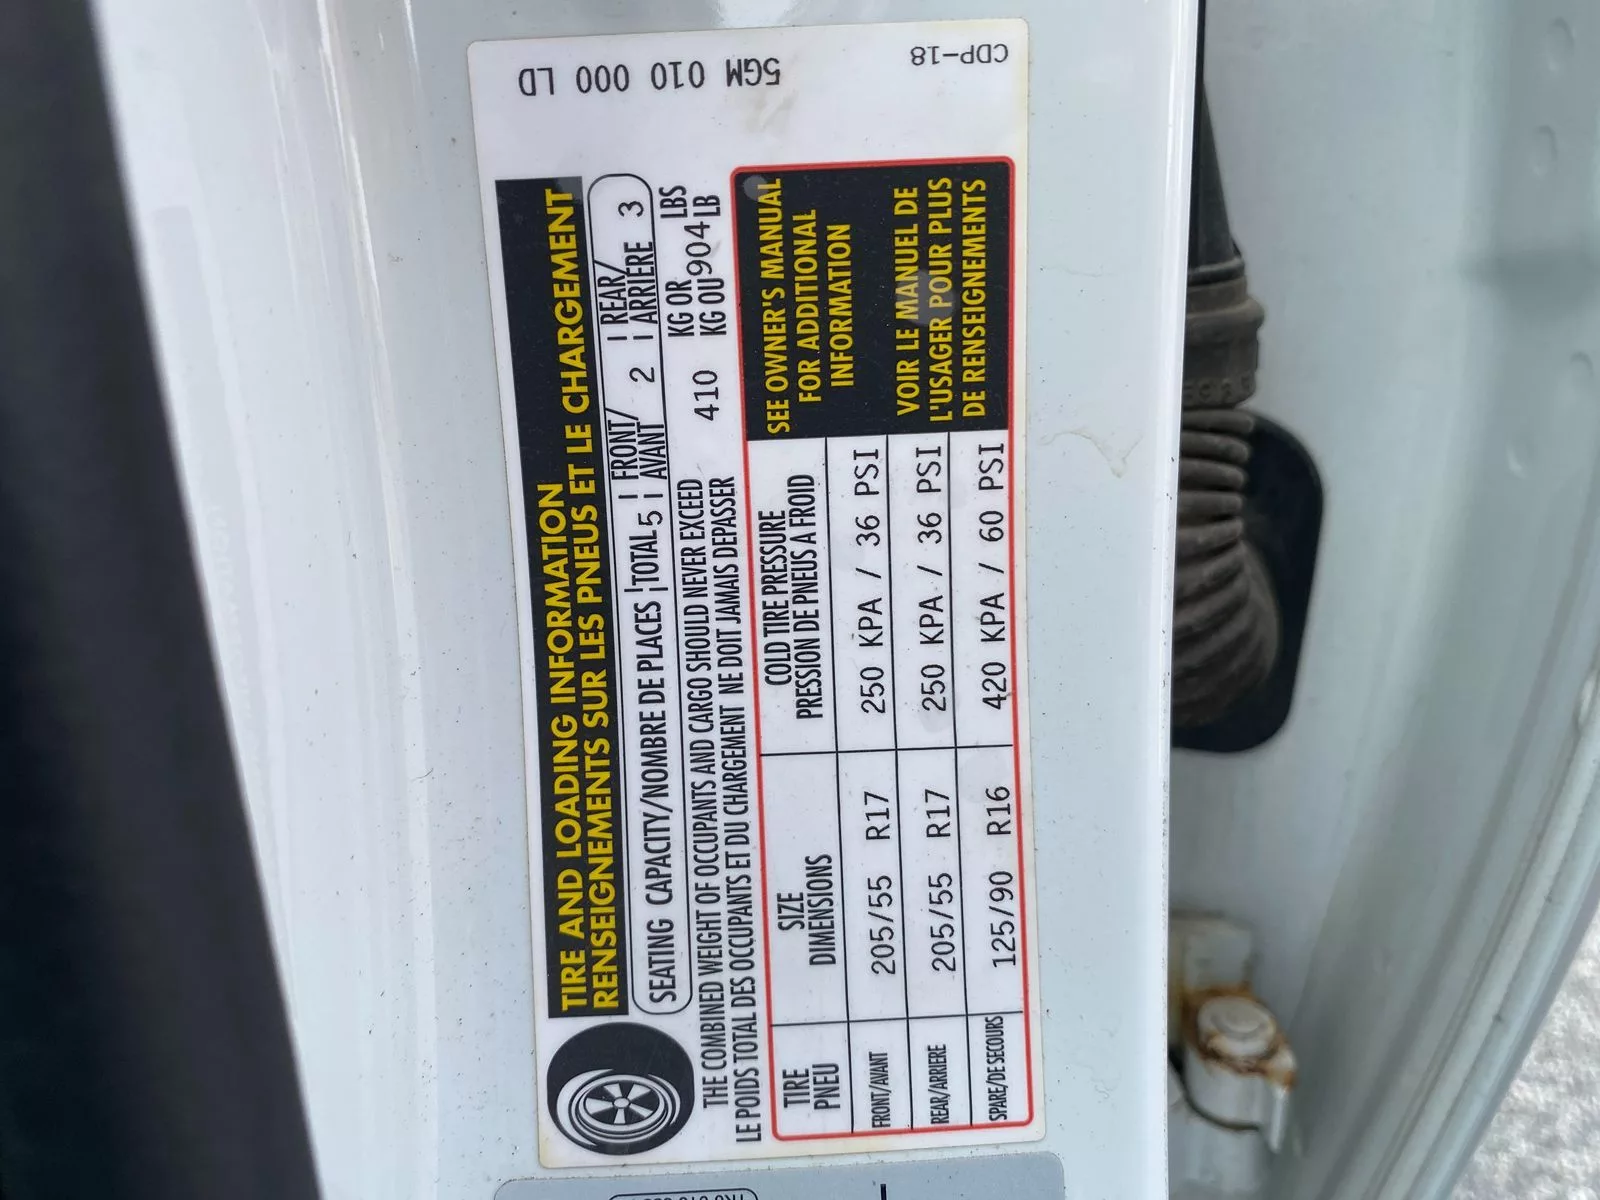 5GM 010 000 LD
CDP-18
TIRE AND LOADING INFORMATION
RENSEIGNEMENTS SUR LES PNEUS ET LE CHARGEMENT
SEATING CAPACITY/NOMBRE DE PLACES | TOTAL 5 | FRONT/AVANT 2 | REAR/ARRIÈRE 3
THE COMBINED WEIGHT OF OCCUPANTS AND CARGO SHOULD NEVER EXCEED 410 KG OR 904 LBS
LE POIDS TOTAL DES OCCUPANTS ET DU CHARGEMENT NE DOIT JAMAIS DEPASSER KG OU LB
TIRE SIZE COLD TIRE PRESSURE
PNEU DIMENSIONS PRESSION DE PNEUS A FROID
FRONT/AVANT 205/55 R17 250 KPA / 36 PSI
REAR/ARRIERE 205/55 R17 250 KPA / 36 PSI
SPARE/DE SECOURS 125/90 R16 420 KPA / 60 PSI
SEE OWNER'S MANUAL
FOR ADDITIONAL
INFORMATION
VOIR LE MANUEL DE
L'USAGER POUR PLUS
DE RENSEIGNEMENTS